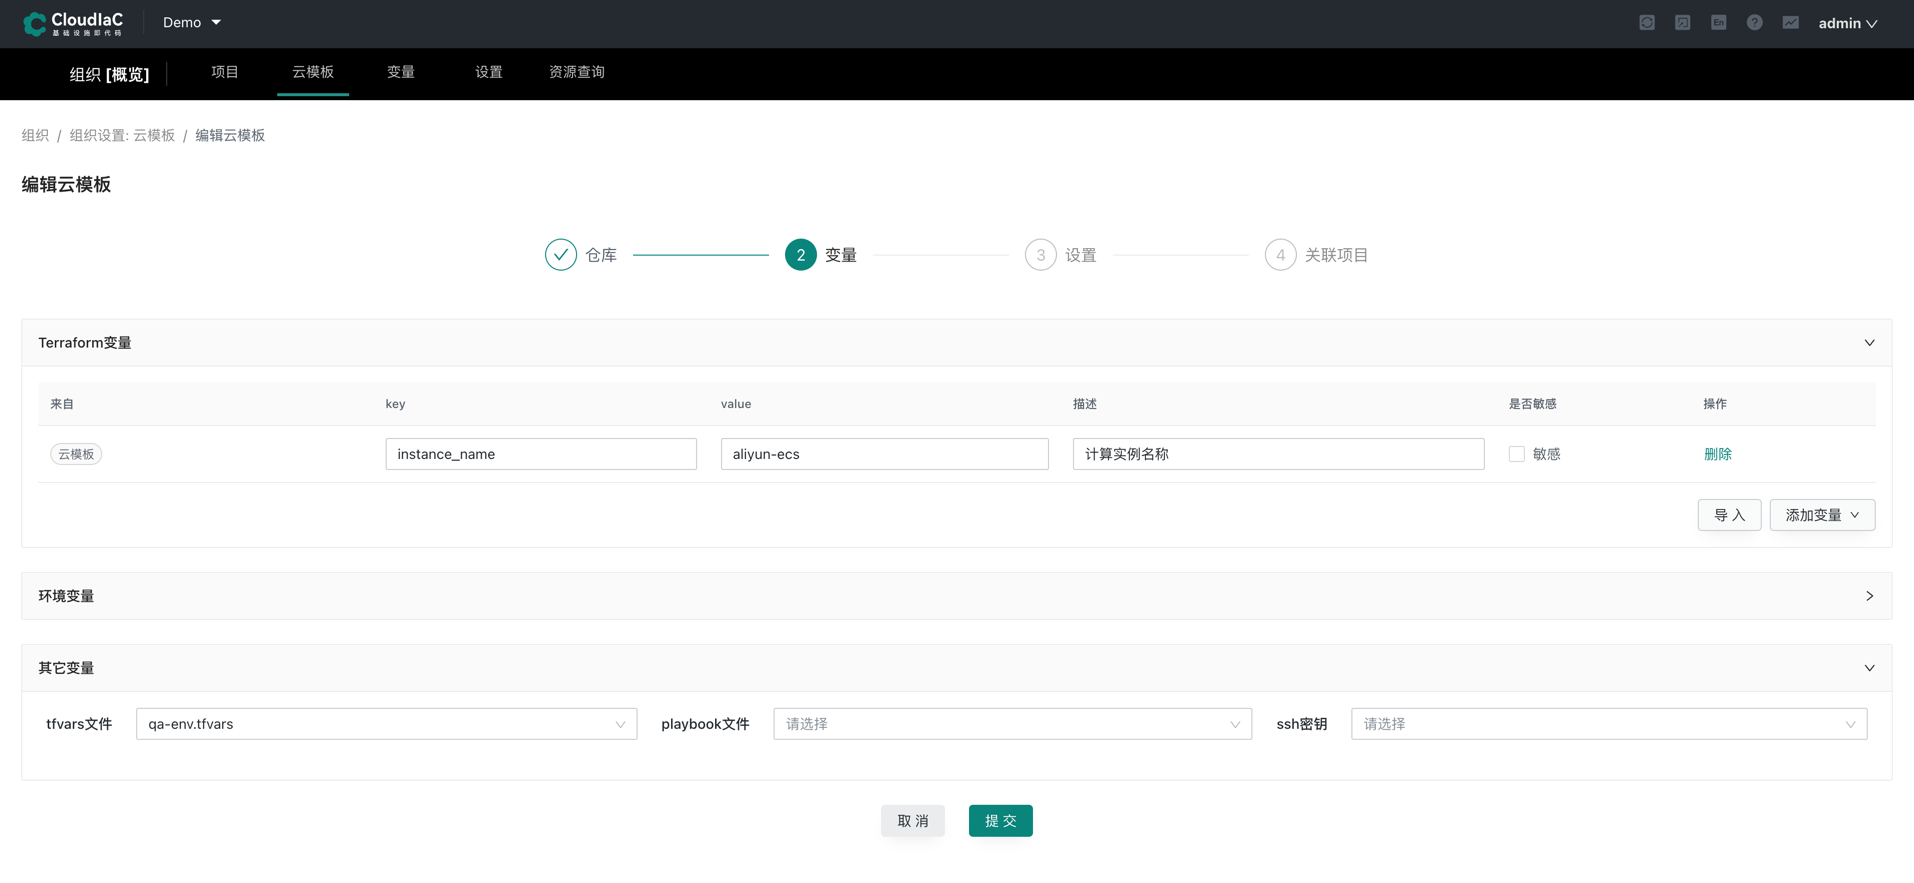 CloudIaC
基础设施即代码
Demo
En
?
admin
组织 [概览]
项目
云模板
变量
设置
资源查询
组织 / 组织设置: 云模板 / 编辑云模板
编辑云模板
仓库
2 变量
3 设置
4 关联项目
Terraform变量
来自 key value 描述 是否敏感 操作
云模板 instance_name aliyun-ecs 计算实例名称 敏感 删除
导 入 添加变量
环境变量
其它变量
tfvars文件 qa-env.tfvars playbook文件 请选择 ssh密钥 请选择
取 消 提 交